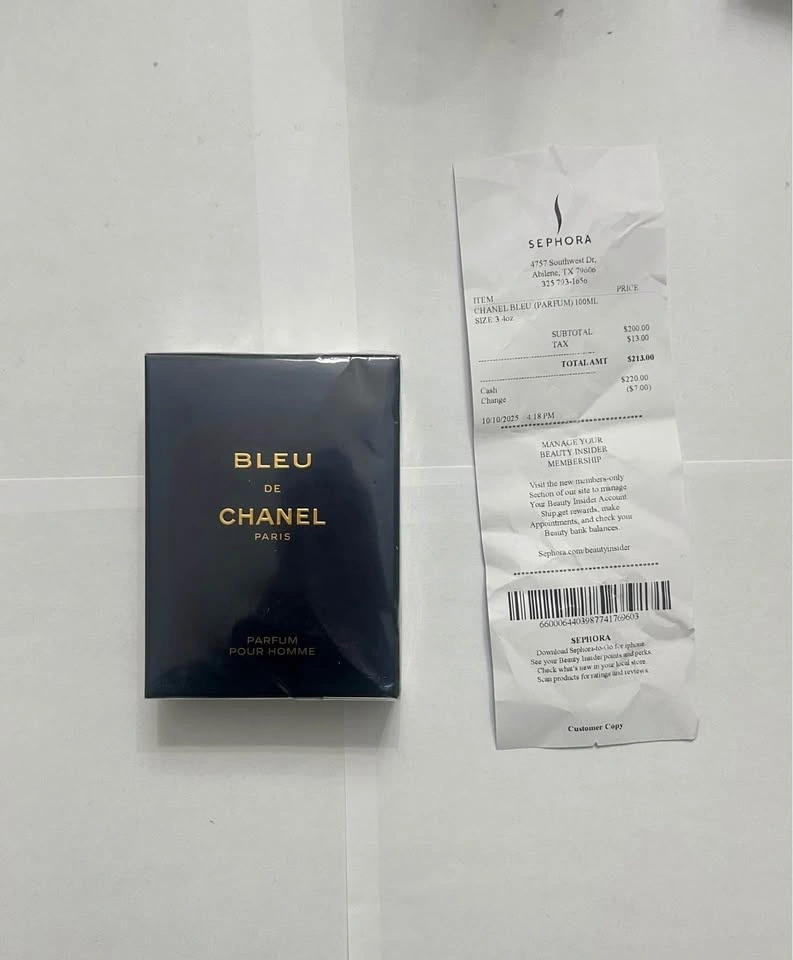 BLEU
DE
CHANEL
PARIS
PARFUM
POUR HOMME
SEPHORA
4757 Southwest Dr,
Abilene, TX 79606
325 793-1656
ITEM PRICE
CHANEL BLEU (PARFUM) 100ML
SIZE 3.4oz
SUBTOTAL $200.00
TAX $13.00
TOTAL AMT $213.00
Cash $220.00
Change ($7.00)
10/10/2025 4:18 PM
MANAGE YOUR
BEAUTY INSIDER
MEMBERSHIP
Visit the new members-only
Section of our site to manage
Your Beauty Insider Account.
Ship,get rewards, make
Appointments, and check your
Beauty bank balances.
Sephora.com/beautyinsider
6600064403987741769603
SEPHORA
Download Sephora-to-Go for iphone.
See your Beauty Insider points and perks.
Check what's new in your local store.
Scan products for ratings and reviews.
Customer Copy